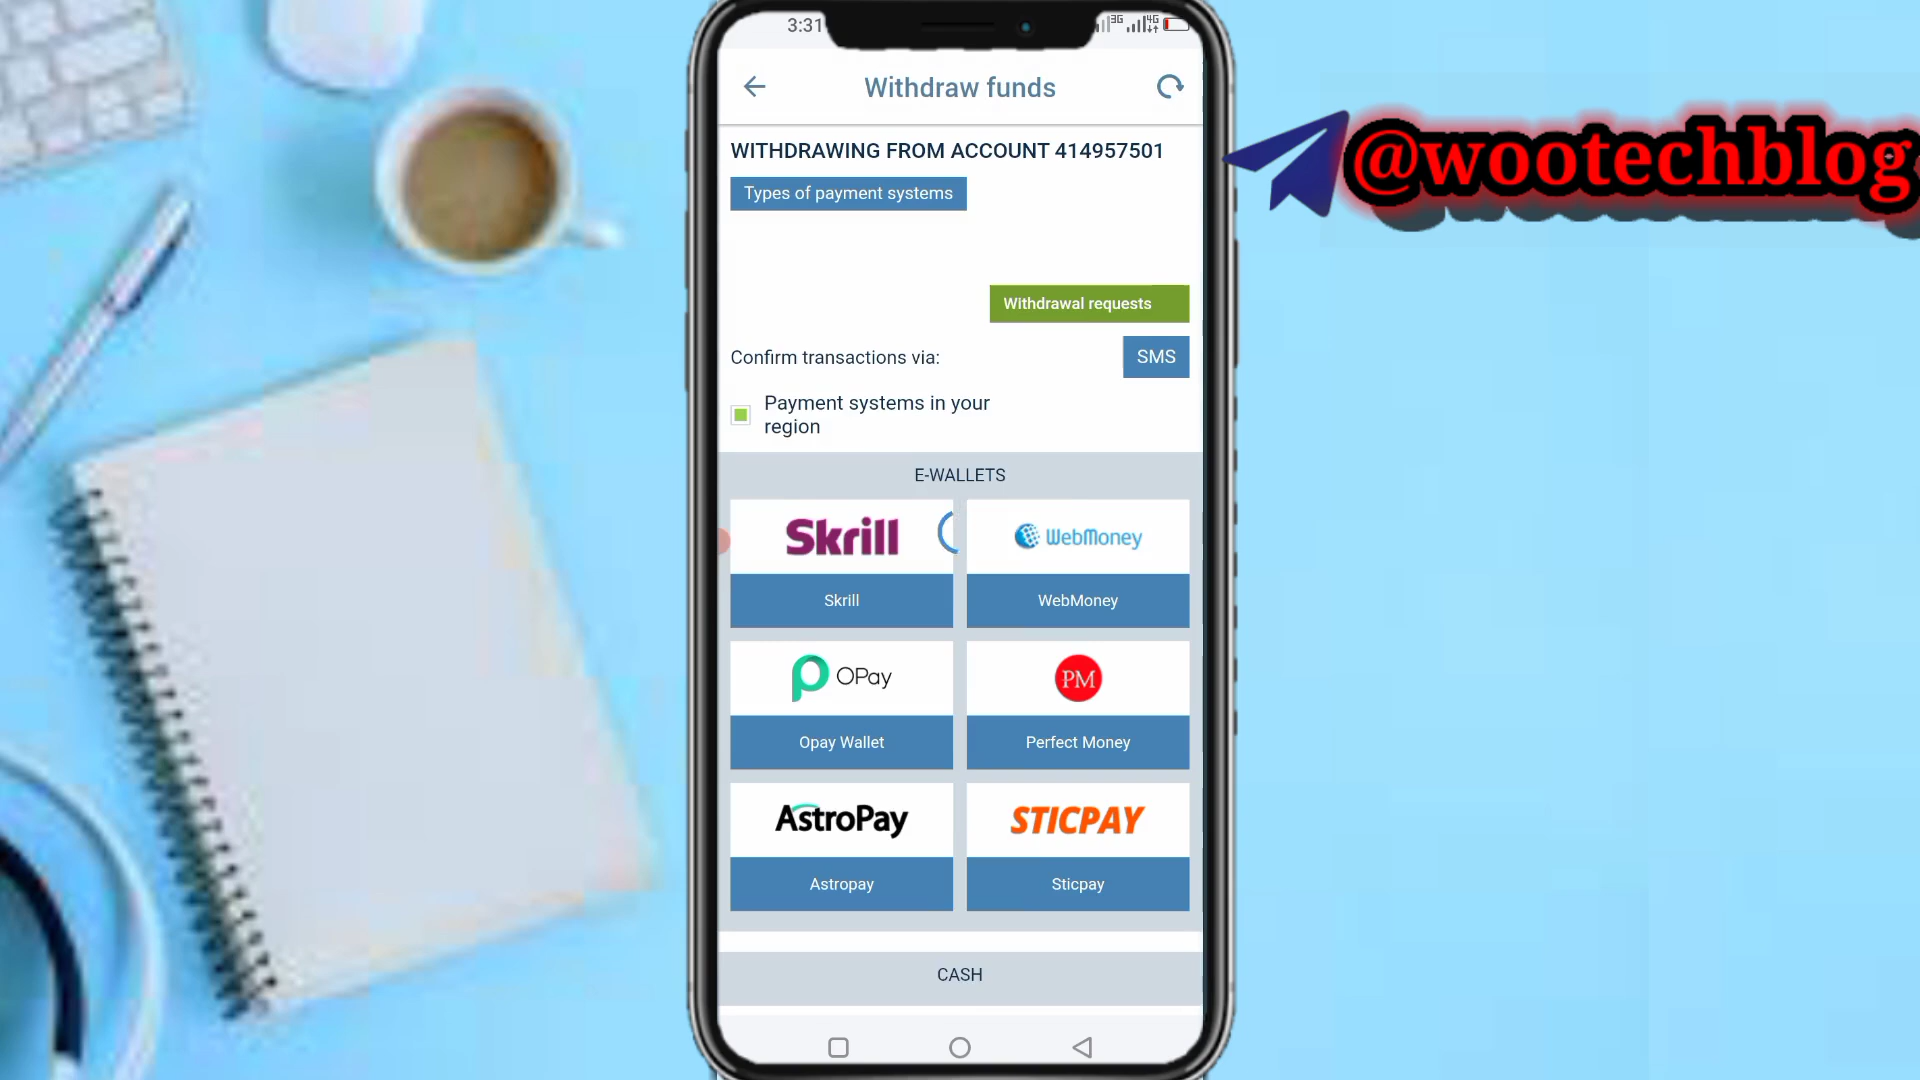 3:31
3G
4G
Withdraw funds
WITHDRAWING FROM ACCOUNT 414957501
Types of payment systems
@wootechblog
Withdrawal requests
Confirm transactions via:
SMS
Payment systems in your
region
E-WALLETS
Skrill
WebMoney
Skrill
WebMoney
OPay
PM
Opay Wallet
Perfect Money
AstroPay
STICPAY
Astropay
Sticpay
CASH